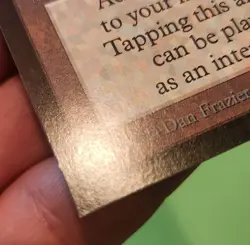 to your
Tapping this a
can be pla
as an inte
Dan Frazier